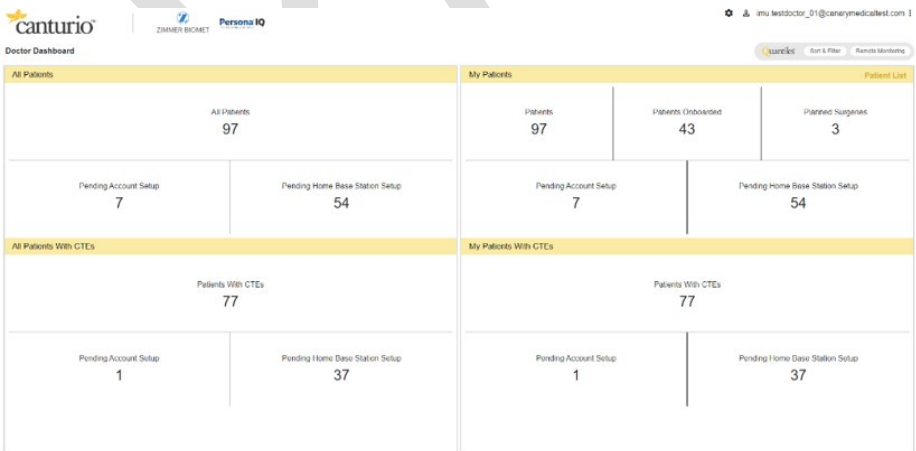 canturio™
ZIMMER BIOMET
Persona IQ
imu testdoctor_01@canarymedicaltest.com
Doctor Dashboard
Quantiles Sort & Filter Remote Monitoring
All Patients
All Patients
97
Pending Account Setup
7
Pending Home Base Station Setup
54
My Patients
Patient List
Patients
97
Patients Onboarded
43
Planned Surgeries
3
Pending Account Setup
7
Pending Home Base Station Setup
54
All Patients With CTEs
Patients With CTEs
77
Pending Account Setup
1
Pending Home Base Station Setup
37
My Patients With CTEs
Patients With CTEs
77
Pending Account Setup
1
Pending Home Base Station Setup
37